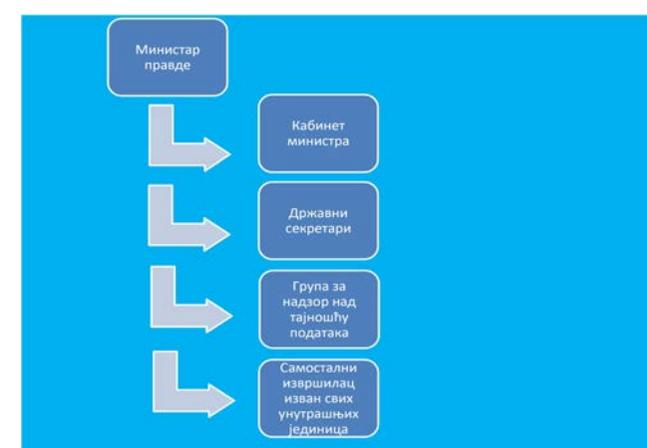 Министар
правде
Кабинет
министра
Државни
секретари
Група за
надзор над
тајношћу
података
Самостални
извршилац
изван свих
унутрашњих
јединица